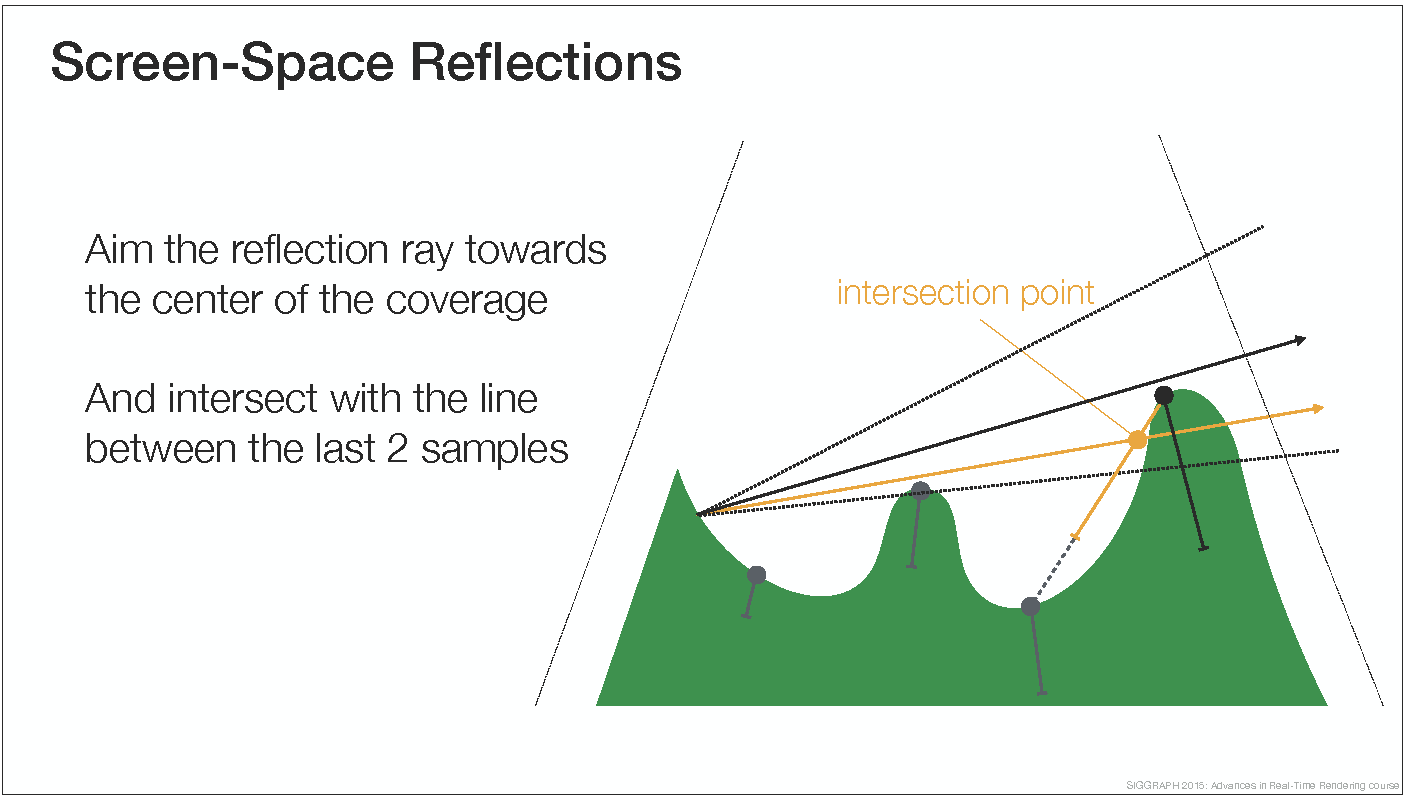 Screen-Space Reflections
Aim the reflection ray towards
the center of the coverage
intersection point
And intersect with the line
between the last 2 samples
SIGGRAPH 2015: Advances in Real-Time Rendering course